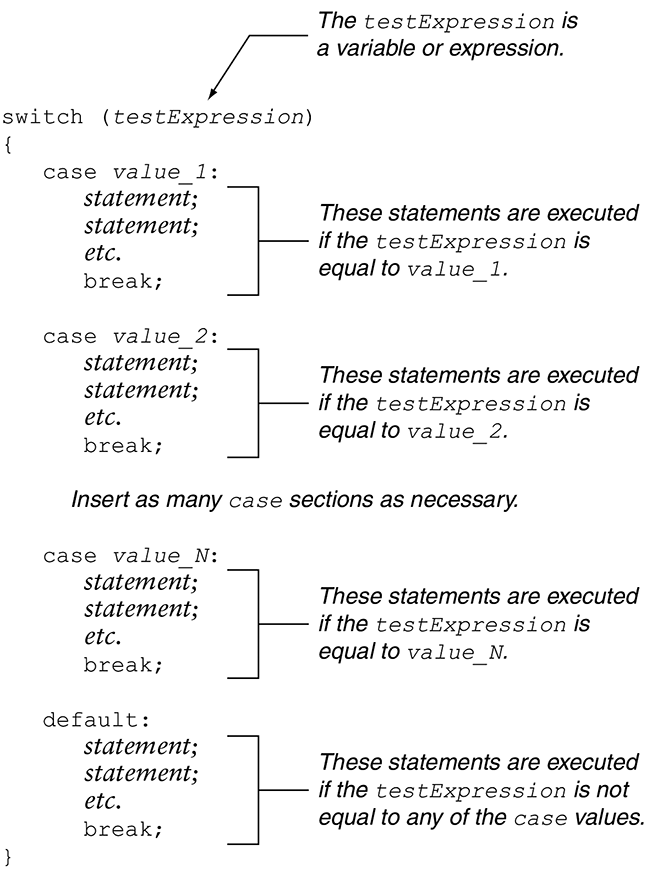 The testExpression is
a variable or expression.
switch (testExpression)
{
case value_1:
statement;
statement;
etc.
break;
These statements are executed
if the testExpression is
equal to value_1.
case value_2:
statement;
statement;
etc.
break;
These statements are executed
if the testExpression is
equal to value_2.
Insert as many case sections as necessary.
case value_N:
statement;
statement;
etc.
break;
These statements are executed
if the testExpression is
equal to value_N.
default:
statement;
statement;
etc.
break;
These statements are executed
if the testExpression is not
equal to any of the case values.
}